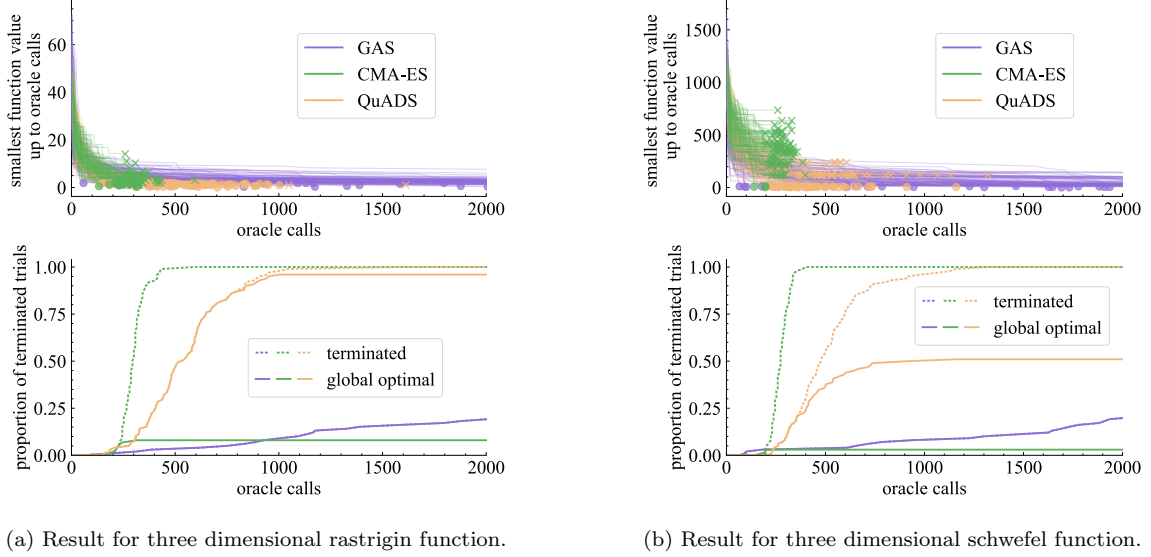 smallest function value
up to oracle calls
60
40
20
0
GAS
CMA-ES
QuADS
0 500 1000 1500 2000
oracle calls
proportion of terminated trials
1.00
0.75
0.50
0.25
0.00
terminated
global optimal
0 500 1000 1500 2000
oracle calls
(a) Result for three dimensional rastrigin function.
smallest function value
up to oracle calls
1500
1000
500
0
GAS
CMA-ES
QuADS
0 500 1000 1500 2000
oracle calls
proportion of terminated trials
1.00
0.75
0.50
0.25
0.00
terminated
global optimal
0 500 1000 1500 2000
oracle calls
(b) Result for three dimensional schwefel function.